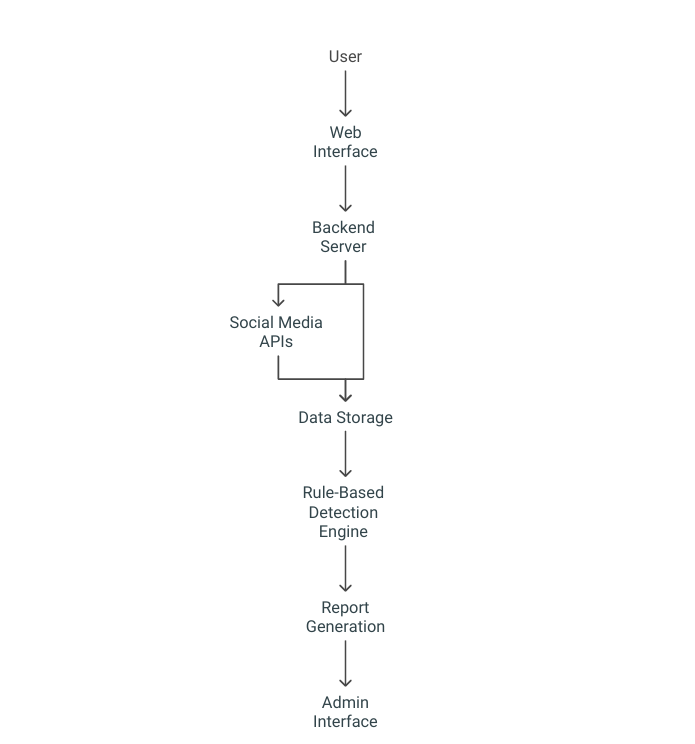 User
Web
Interface
Backend
Server
Social Media
APIs
Data Storage
Rule-Based
Detection
Engine
Report
Generation
Admin
Interface